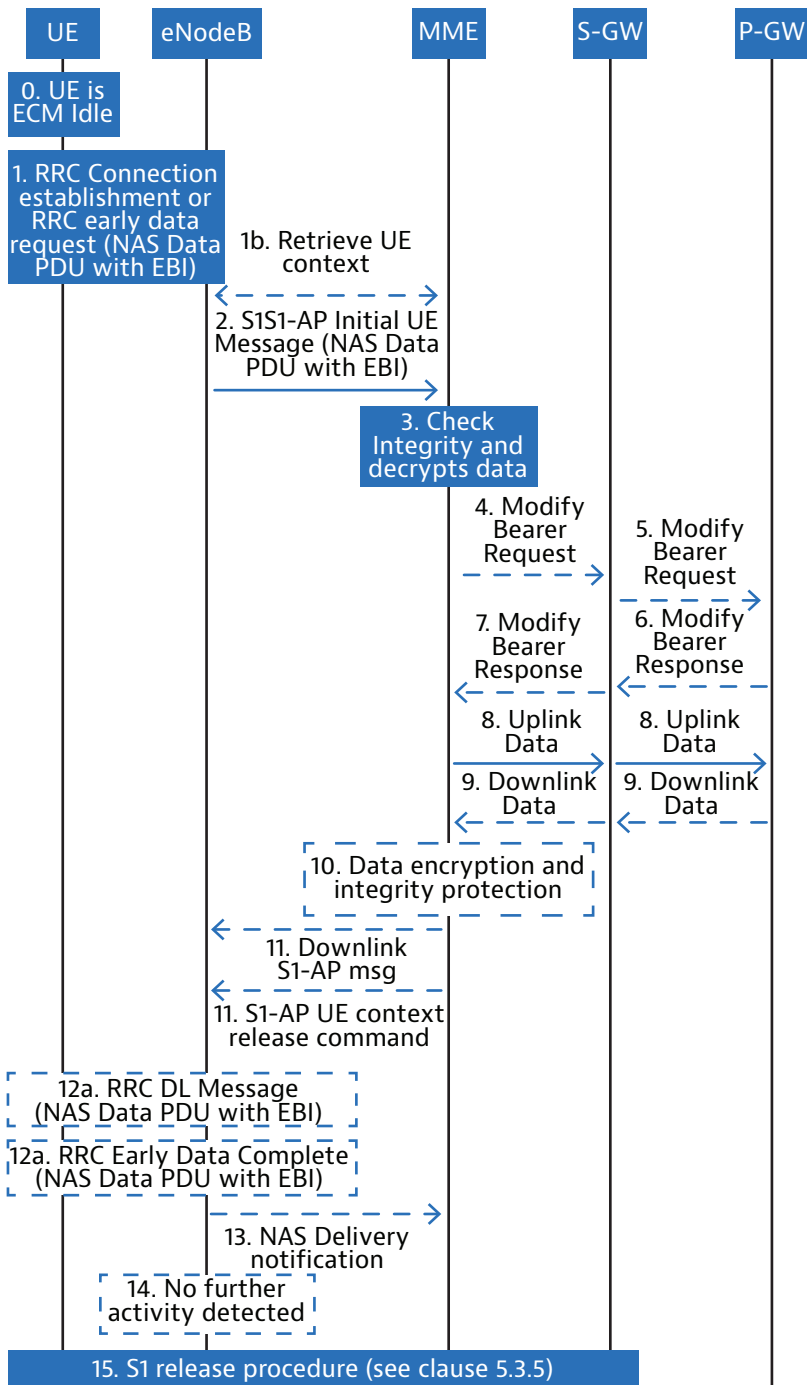 UE
eNodeB
MME
S-GW
P-GW
0. UE is
ECM Idle
1. RRC Connection
establishment or
RRC early data
request (NAS Data
PDU with EBI)
1b. Retrieve UE
context
2. S1S1-AP Initial UE
Message (NAS Data
PDU with EBI)
3. Check
Integrity and
decrypts data
4. Modify
Bearer
Request
5. Modify
Bearer
Request
7. Modify
Bearer
Response
6. Modify
Bearer
Response
8. Uplink
Data
8. Uplink
Data
9. Downlink
Data
9. Downlink
Data
10. Data encryption and
integrity protection
11. Downlink
S1-AP msg
11. S1-AP UE context
release command
12a. RRC DL Message
(NAS Data PDU with EBI)
12a. RRC Early Data Complete
(NAS Data PDU with EBI)
13. NAS Delivery
notification
14. No further
activity detected
15. S1 release procedure (see clause 5.3.5)